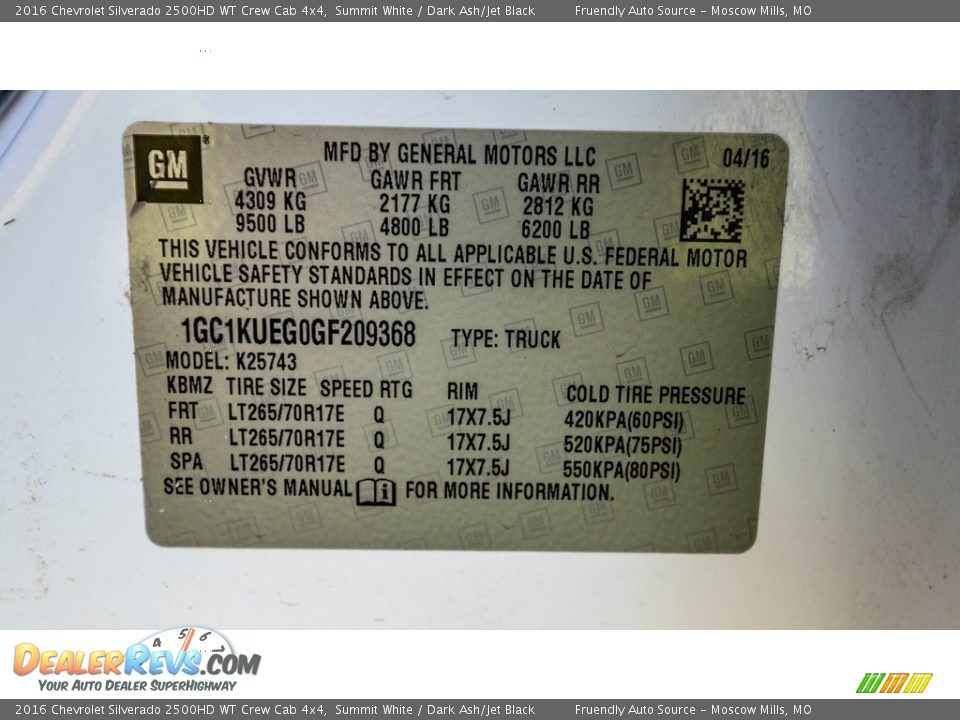 2016 Chevrolet Silverado 2500HD WT Crew Cab 4x4, Summit White / Dark Ash/Jet Black Fruendly Auto Source - Moscow Mills, MO
GM
MFD BY GENERAL MOTORS LLC 04/16
GVWR GAWR FRT GAWR RR
4309 KG 2177 KG 2812 KG
9500 LB 4800 LB 6200 LB
THIS VEHICLE CONFORMS TO ALL APPLICABLE U.S. FEDERAL MOTOR
VEHICLE SAFETY STANDARDS IN EFFECT ON THE DATE OF
MANUFACTURE SHOWN ABOVE.
1GC1KUEG0GF209368 TYPE: TRUCK
MODEL: K25743
KBMZ TIRE SIZE SPEED RTG RIM COLD TIRE PRESSURE
FRT LT265/70R17E Q 17X7.5J 420KPA(60PSI)
RR LT265/70R17E Q 17X7.5J 520KPA(75PSI)
SPA LT265/70R17E Q 17X7.5J 550KPA(80PSI)
SEE OWNER'S MANUAL FOR MORE INFORMATION.
4 5 6 7
DealerRevs.com
Your Auto Dealer SuperHighway
2016 Chevrolet Silverado 2500HD WT Crew Cab 4x4, Summit White / Dark Ash/Jet Black Fruendly Auto Source - Moscow Mills, MO